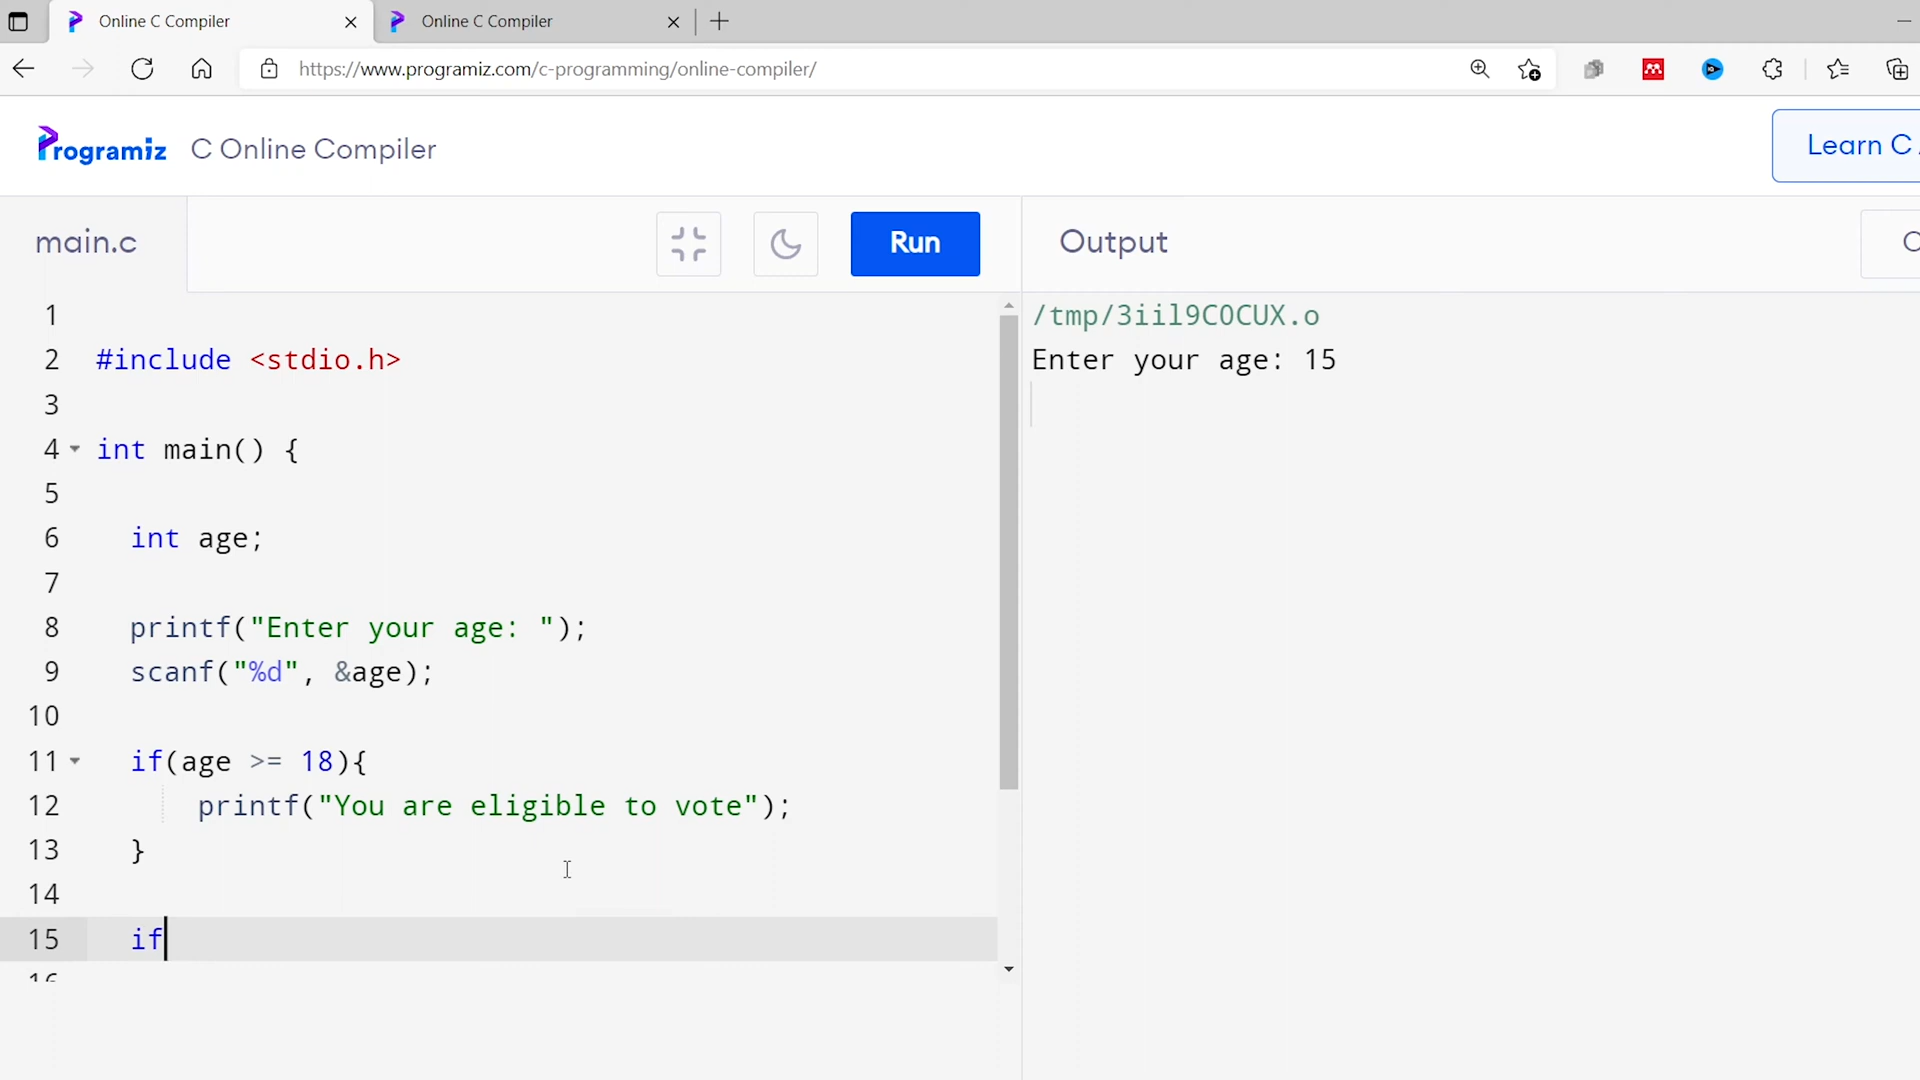 Online C Compiler
Online C Compiler
https://www.programiz.com/c-programming/online-compiler/
Programiz
C Online Compiler
Learn C
main.c
Run
Output
1
2 #include <stdio.h>
3
4 int main() {
5
6 int age;
7
8 printf("Enter your age: ");
9 scanf("%d", &age);
10
11 if(age >= 18){
12 printf("You are eligible to vote");
13 }
14
15 if
16
/tmp/3iil9C0CUX.o
Enter your age: 15